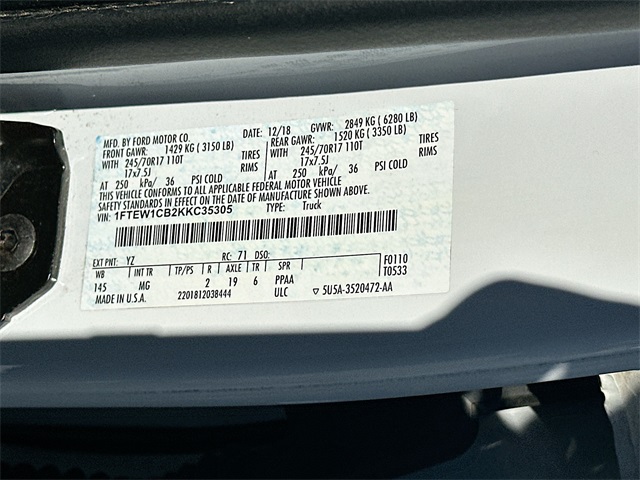 MFD. BY FORD MOTOR CO. DATE: 12/18 GVWR: 2849 KG ( 6280 LB)
FRONT GAWR: 1429 KG ( 3150 LB) REAR GAWR: 1520 KG ( 3350 LB)
WITH 245/70R17 110T TIRES WITH 245/70R17 110T TIRES
17x7.5J RIMS 17x7.5J RIMS
AT 250 kPa/ 36 PSI COLD AT 250 kPa/ 36 PSI COLD
THIS VEHICLE CONFORMS TO ALL APPLICABLE FEDERAL MOTOR VEHICLE
SAFETY STANDARDS IN EFFECT ON THE DATE OF MANUFACTURE SHOWN ABOVE.
VIN: 1FTEW1CB2KKC35305 TYPE: Truck
EXT PNT: YZ RC: 71 DSO: F0110
WB INT TR TP/PS R AXLE TR SPR T0533
145 MG 2 19 6 PPAA
MADE IN U.S.A. 2201812038444 ULC ▽ 5U5A-3520472-AA